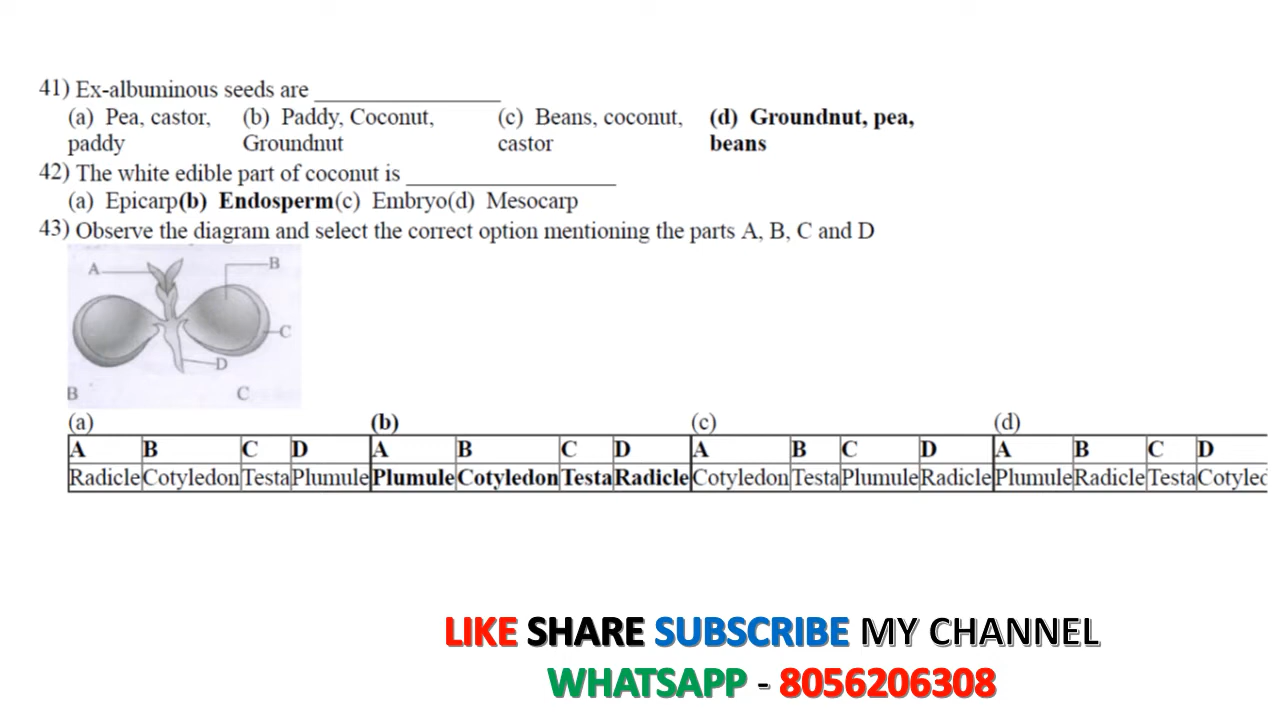 41) Ex-albuminous seeds are _______________
(a) Pea, castor, (b) Paddy, Coconut, (c) Beans, coconut, (d) Groundnut, pea,
paddy Groundnut castor beans
42) The white edible part of coconut is _________________
(a) Epicarp(b) Endosperm(c) Embryo(d) Mesocarp
43) Observe the diagram and select the correct option mentioning the parts A, B, C and D
A B
C
D
B C
(a) (b) (c) (d)
A B C D A B C D A B C D A B C D
Radicle Cotyledon Testa Plumule Plumule Cotyledon Testa Radicle Cotyledon Testa Plumule Radicle Plumule Radicle Testa Cotyled
LIKE SHARE SUBSCRIBE MY CHANNEL
WHATSAPP - 8056206308